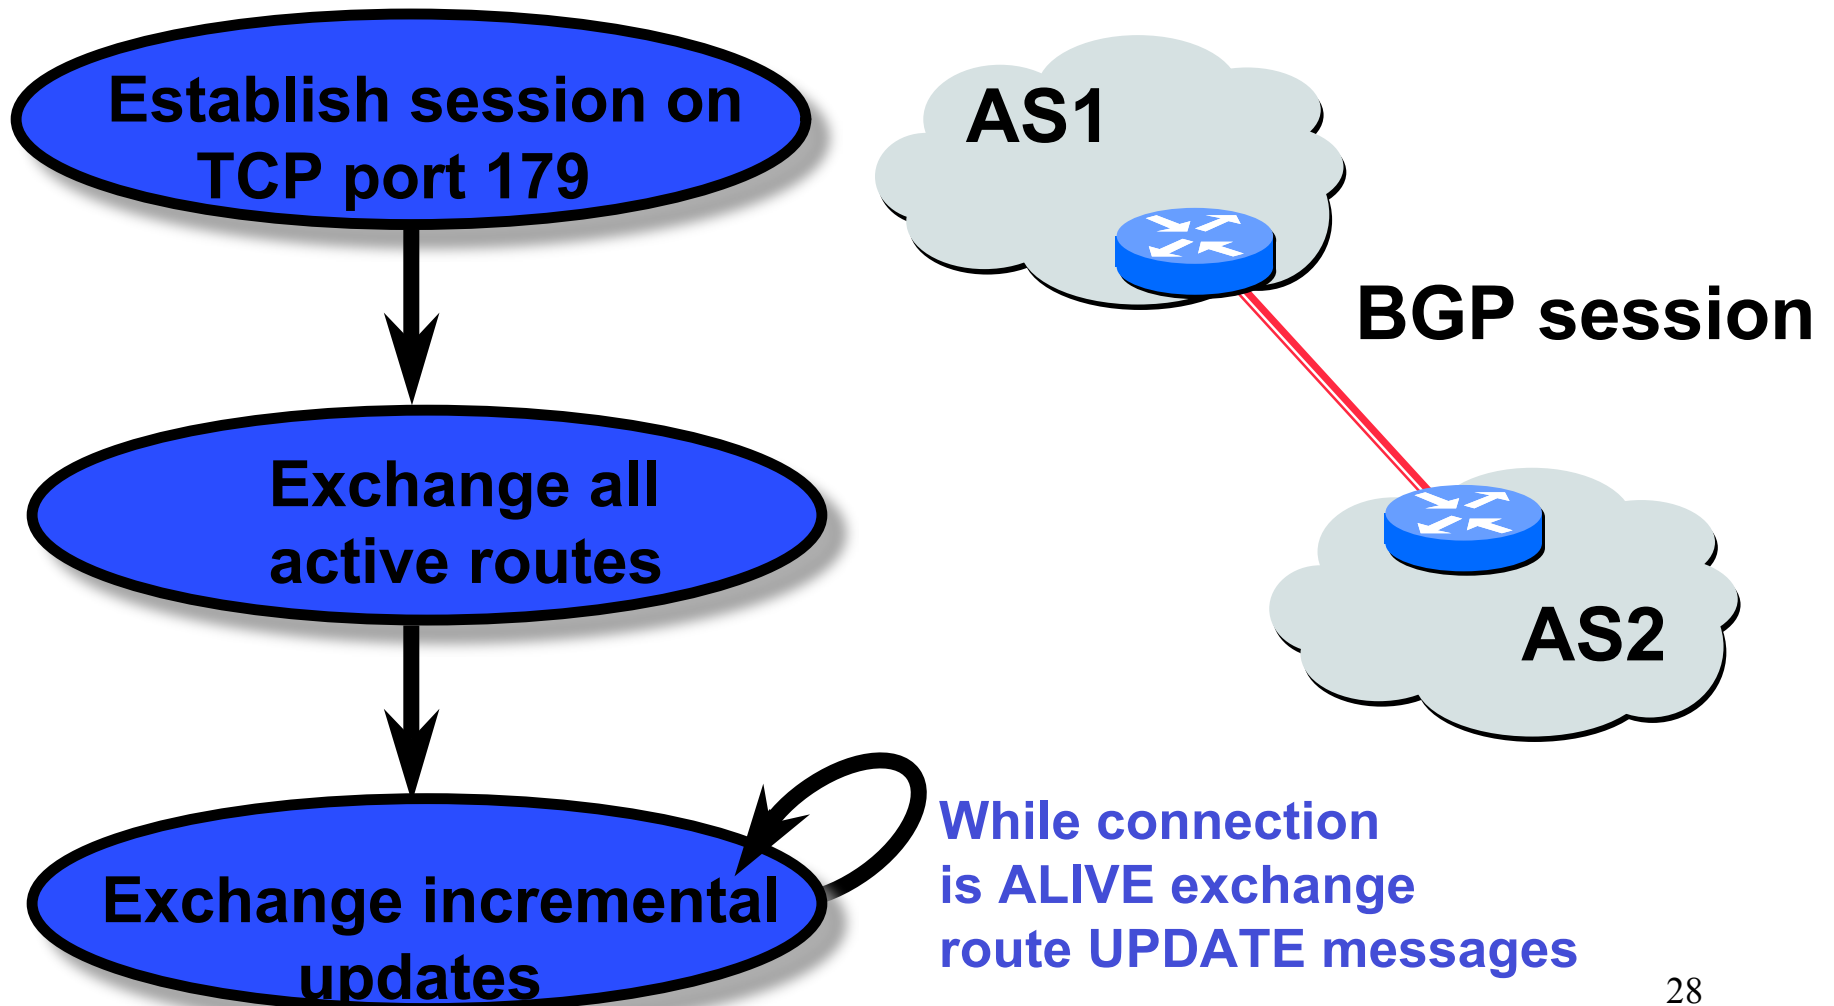 Establish session on
TCP port 179
AS1
BGP session
Exchange all
active routes
AS2
While connection
is ALIVE exchange
route UPDATE messages
Exchange incremental
updates
28